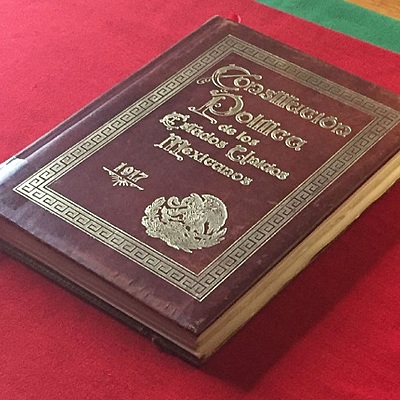 Constitución
Política
de los
Estados Unidos
Mexicanos
1917